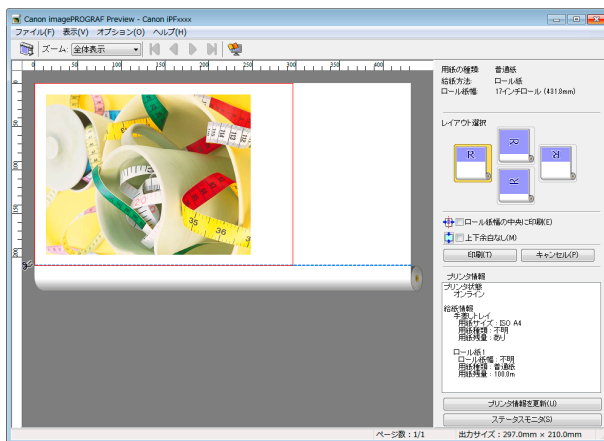 Canon imagePROGRAF Preview - Canon iPFxxxx
ファイル(F) 表示(V) オプション(O) ヘルプ(H)
ズーム: 全体表示
0 50 100 150 200 250 300 350 400
用紙の種類: 普通紙
給紙方法: ロール紙
ロール紙幅: 17インチロール (431.8mm)
レイアウト選択
R
R
R
R
ロール紙幅の中央に印刷(E)
上下余白なし(M)
印刷(T) キャンセル(P)
プリンタ情報
プリンタ状態
オンライン
給紙情報
手差しトレイ
用紙サイズ : ISO A4
用紙種類 : 不明
用紙残量 : あり
ロール紙1
ロール紙幅 : 不明
用紙種類 : 普通紙
用紙残量 : 100.0m
プリンタ情報を更新(U)
ステータスモニタ(S)
ページ数 : 1/1 出力サイズ : 297.0mm × 210.0mm